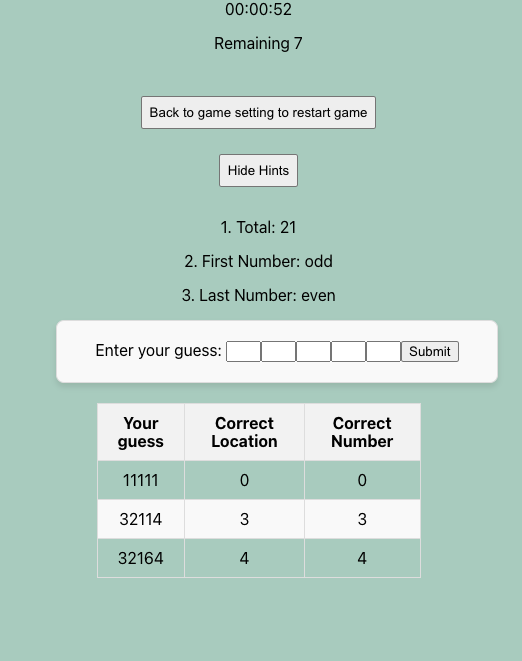 00:00:52
Remaining 7
Back to game setting to restart game
Hide Hints
1. Total: 21
2. First Number: odd
3. Last Number: even
Enter your guess: Submit
Your guess Correct Location Correct Number
11111 0 0
32114 3 3
32164 4 4